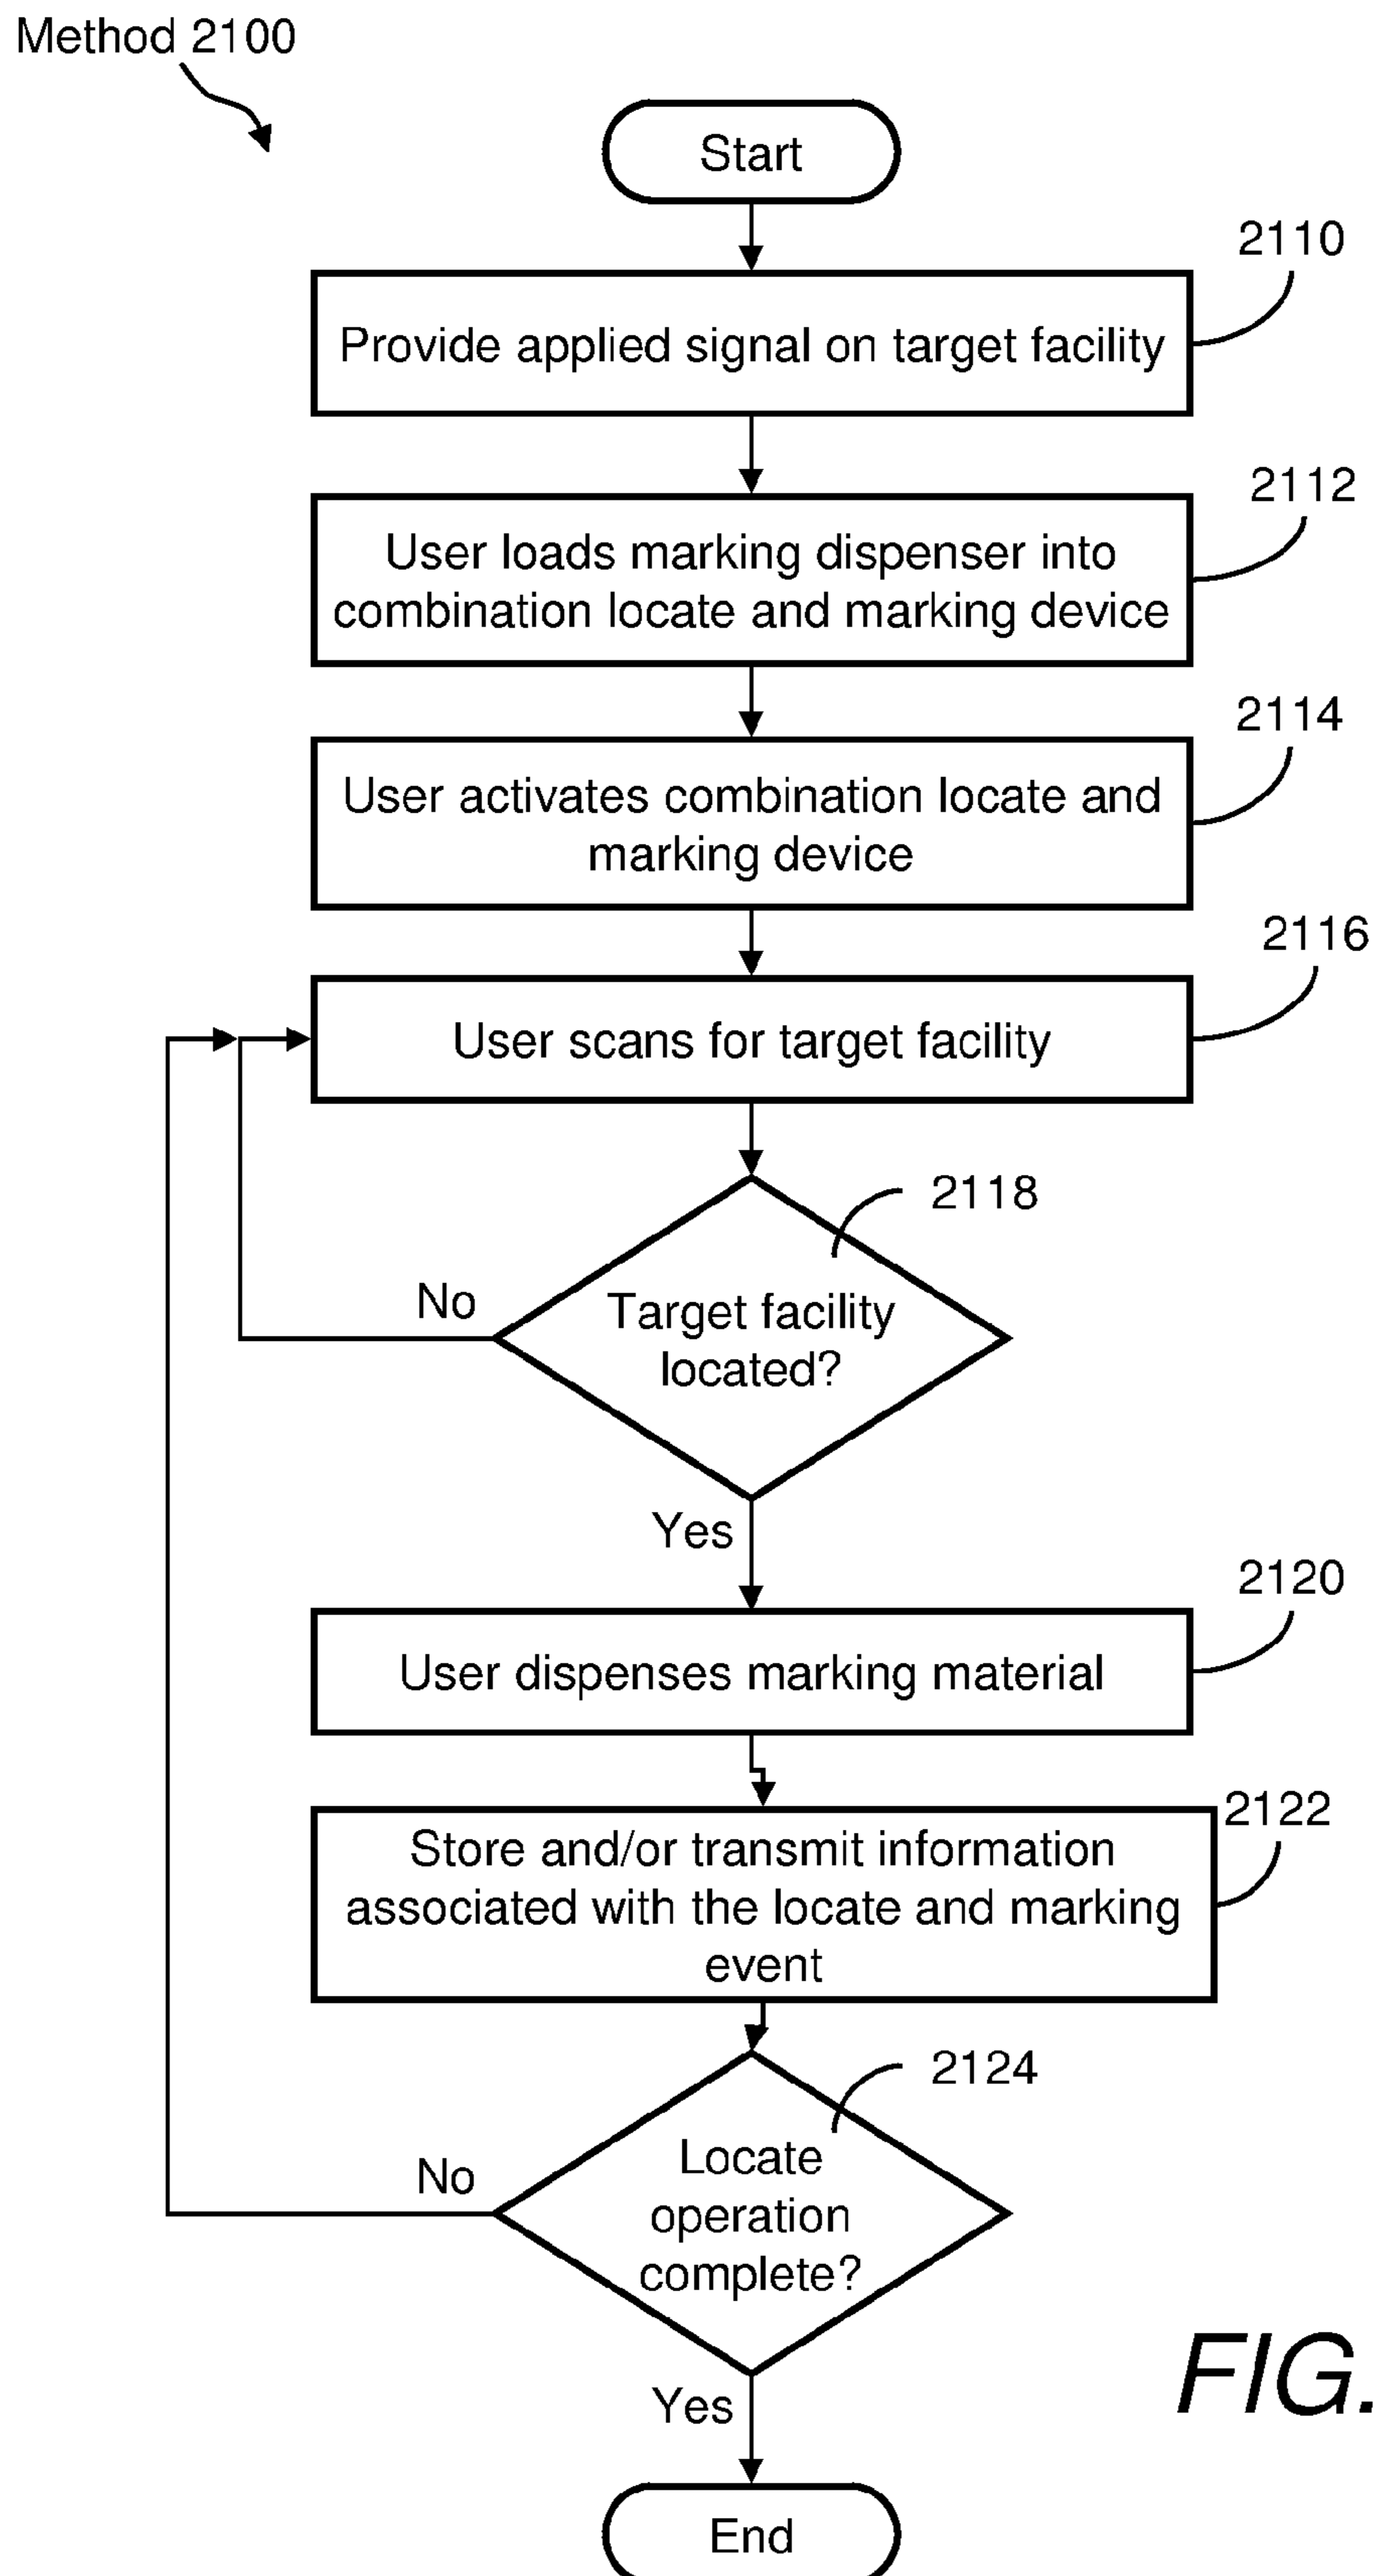 Method 2100
Start
2110
Provide applied signal on target facility
2112
User loads marking dispenser into
combination locate and marking device
2114
User activates combination locate and
marking device
2116
User scans for target facility
2118
Target facility
located?
No
Yes
2120
User dispenses marking material
2122
Store and/or transmit information
associated with the locate and marking
event
2124
Locate
operation
complete?
No
Yes
FIG.
End